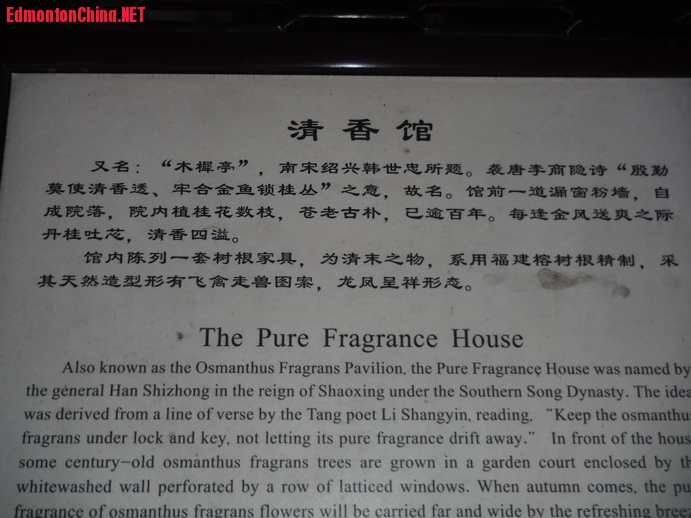 EdmontonChina.NET
清香馆
又名：“木樨亭”，南宋绍兴韩世忠所题。袭唐李商隐诗“殷勤
莫使清香透、牢合金鱼锁桂丛”之意，故名。馆前一道漏窗粉墙，自
成院落，院内植桂花数枝，苍老古朴，已逾百年。每逢金风送爽之际
丹桂吐芯，清香四溢。
馆内陈列一套树根家具，为清末之物，系用福建榕树根精制，采
其天然造型形有飞禽走兽图案，龙凤呈祥形态。
The Pure Fragrance House
Also known as the Osmanthus Fragrans Pavilion, the Pure Fragrance House was named by
the general Han Shizhong in the reign of Shaoxing under the Southern Song Dynasty. The idea
was derived from a line of verse by the Tang poet Li Shangyin, reading, “Keep the osmanthus
fragrans under lock and key, not letting its pure fragrance drift away.” In front of the hous
some century-old osmanthus fragrans trees are grown in a garden court enclosed by th
whitewashed wall perforated by a row of latticed windows. When autumn comes, the pu
fragrance of osmanthus fragrans flowers will be carried far and wide by the refreshing breez